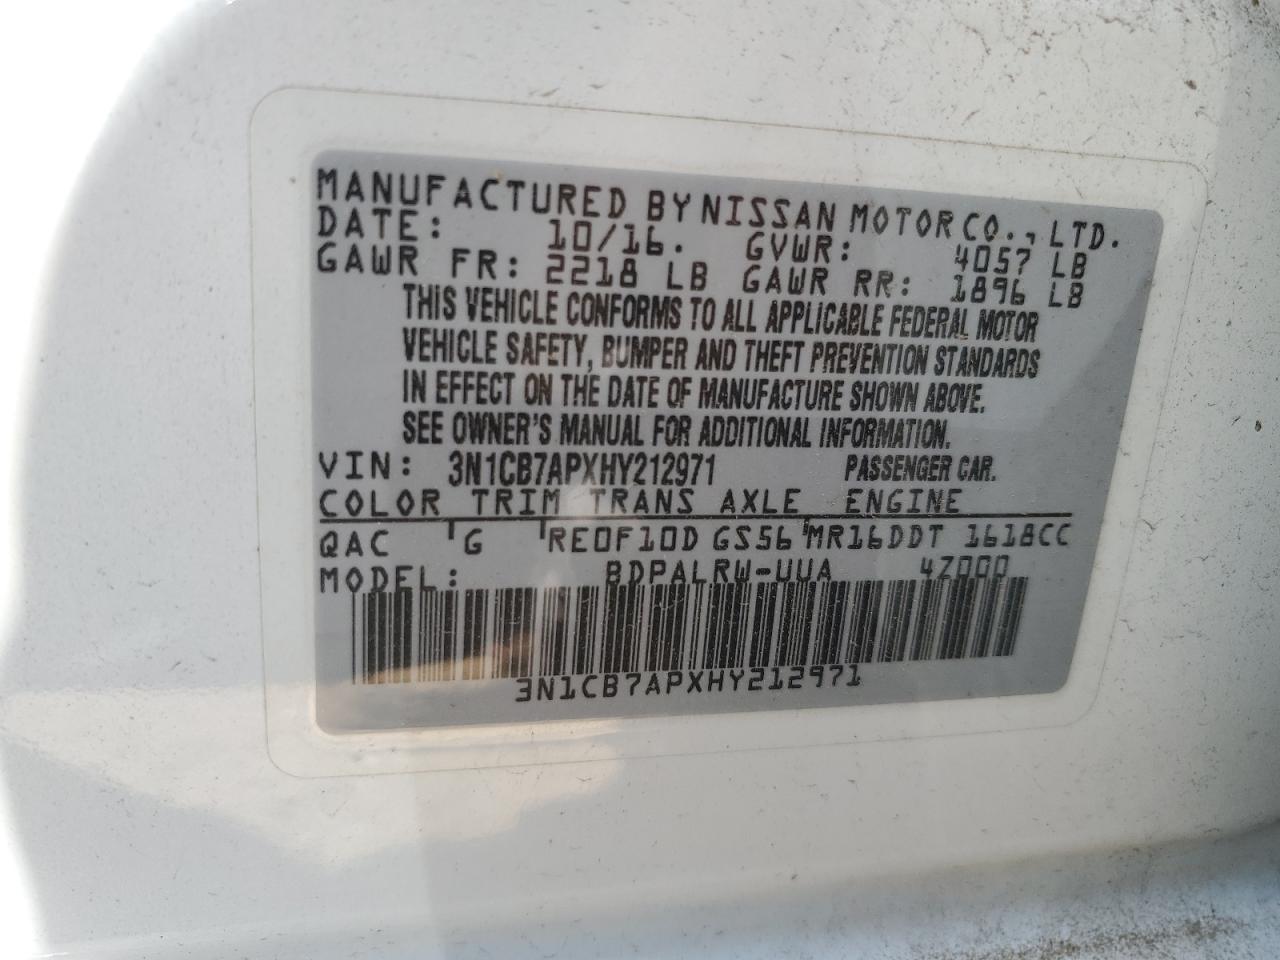 MANUFACTURED BY NISSAN MOTOR CO., LTD.
DATE: 10/16. GVWR: 4057 LB
GAWR FR: 2218 LB GAWR RR: 1896 LB
THIS VEHICLE CONFORMS TO ALL APPLICABLE FEDERAL MOTOR
VEHICLE SAFETY, BUMPER AND THEFT PREVENTION STANDARDS
IN EFFECT ON THE DATE OF MANUFACTURE SHOWN ABOVE.
SEE OWNER'S MANUAL FOR ADDITIONAL INFORMATION.
VIN: 3N1CB7APXHY212971 PASSENGER CAR.
COLOR TRIM TRANS AXLE ENGINE
QAC G RE0F10D GS56 MR16DDT 1618CC
MODEL: BDPALRW-UUA 4Z000
3N1CB7APXHY212971